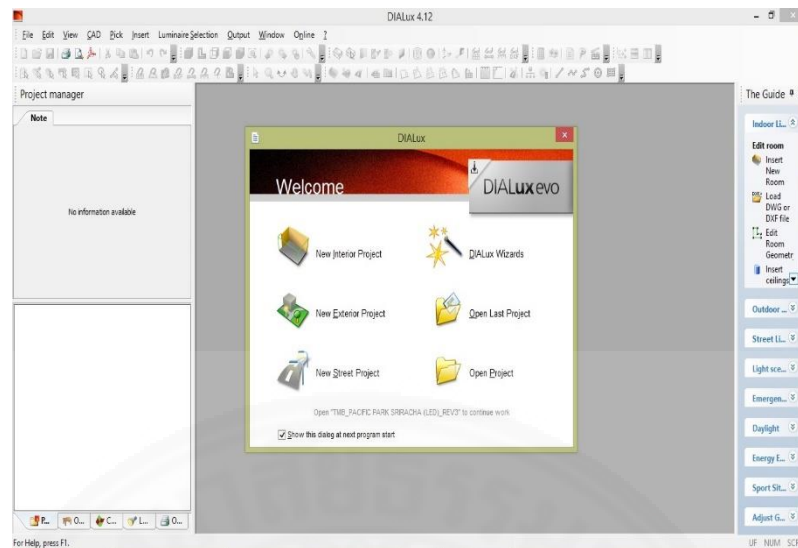 DIALux 4.12
File Edit View CAD Pick Insert Luminaire Selection Output Window Online ?
Project manager
Note
No information available
P... O... C... L... O...
For Help, press F1.
DIALux
Welcome
DIALux evo
New Interior Project
DIALux Wizards
New Exterior Project
Open Last Project
New Street Project
Open Project
Open "TMB_PACIFIC PARK SRIRACHA (LED)_REV3" to continue work
Show this dialog at next program start
The Guide
Indoor Li...
Edit room
Insert
New
Room
Load
DWG or
DXF file
Edit
Room
Geometr
Insert
ceilings
Outdoor ...
Street Li...
Light sce...
Emergen...
Daylight
Energy E...
Sport Sit...
Adjust G...
UF NUM SCF